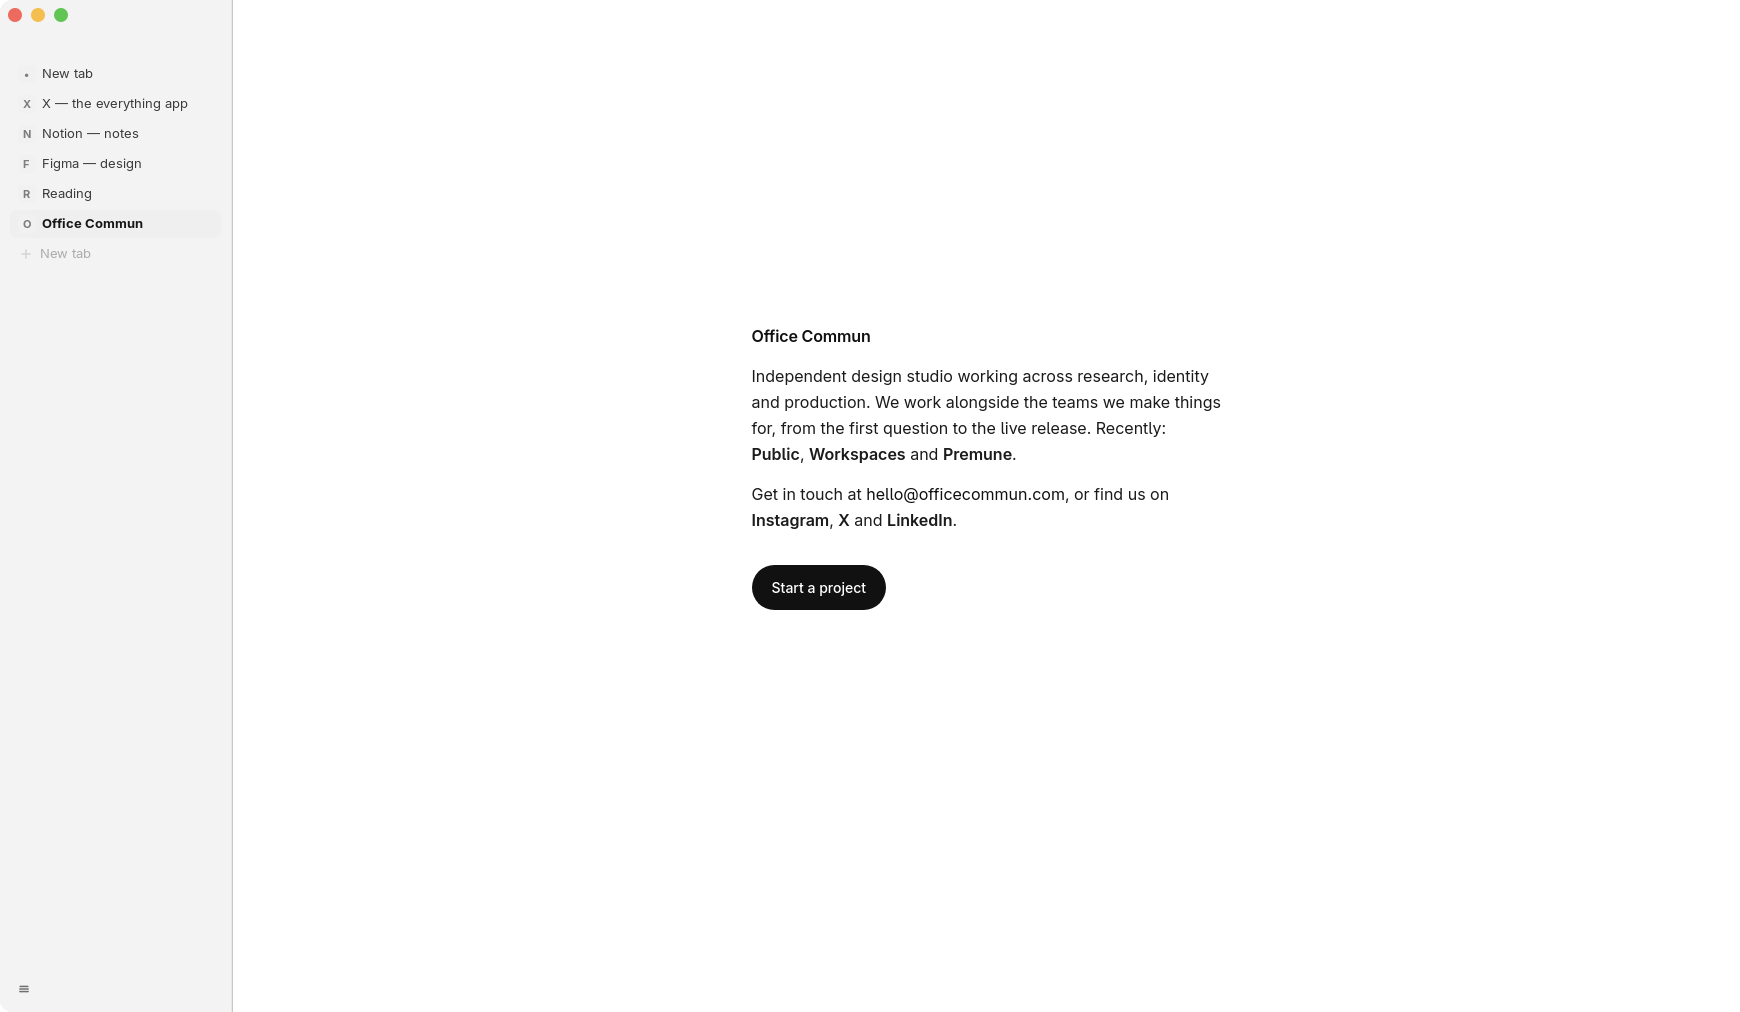 New tab
X X — the everything app
N Notion — notes
F Figma — design
R Reading
O Office Commun
+ New tab
Office Commun
Independent design studio working across research, identity
and production. We work alongside the teams we make things
for, from the first question to the live release. Recently:
Public, Workspaces and Premune.
Get in touch at hello@officecommun.com, or find us on
Instagram, X and LinkedIn.
Start a project